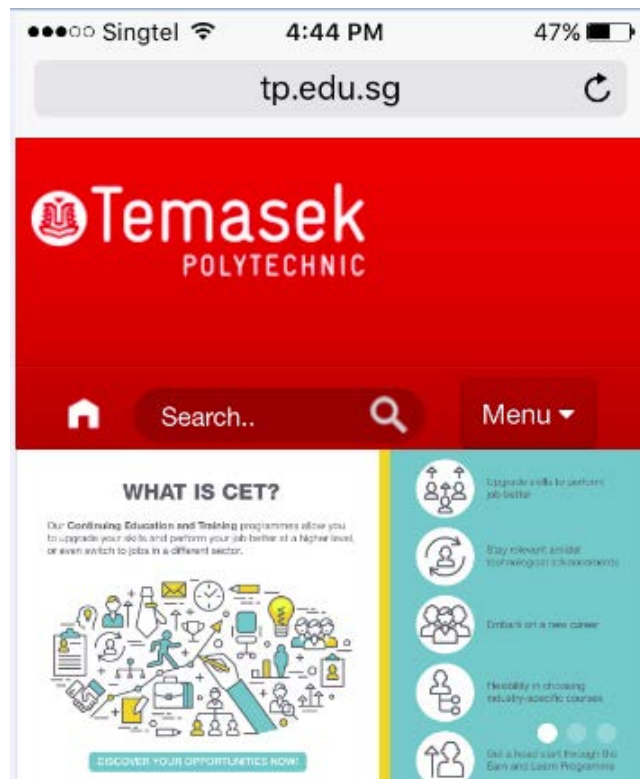 Singtel 4:44 PM 47%
tp.edu.sg
Temasek
POLYTECHNIC
Search.. Menu
WHAT IS CET?
Our Continuing Education and Training programmes allow you
to upgrade your skills and perform your job better at a higher level,
or even switch to jobs in a different sector.
DISCOVER YOUR OPPORTUNITIES NOW!
Upgrade skills to perform
job better
Stay relevant amidst
technological advancements
Embark on a new career
Flexibility in choosing
industry-specific courses
Get a head start through the
Earn and Learn Programme